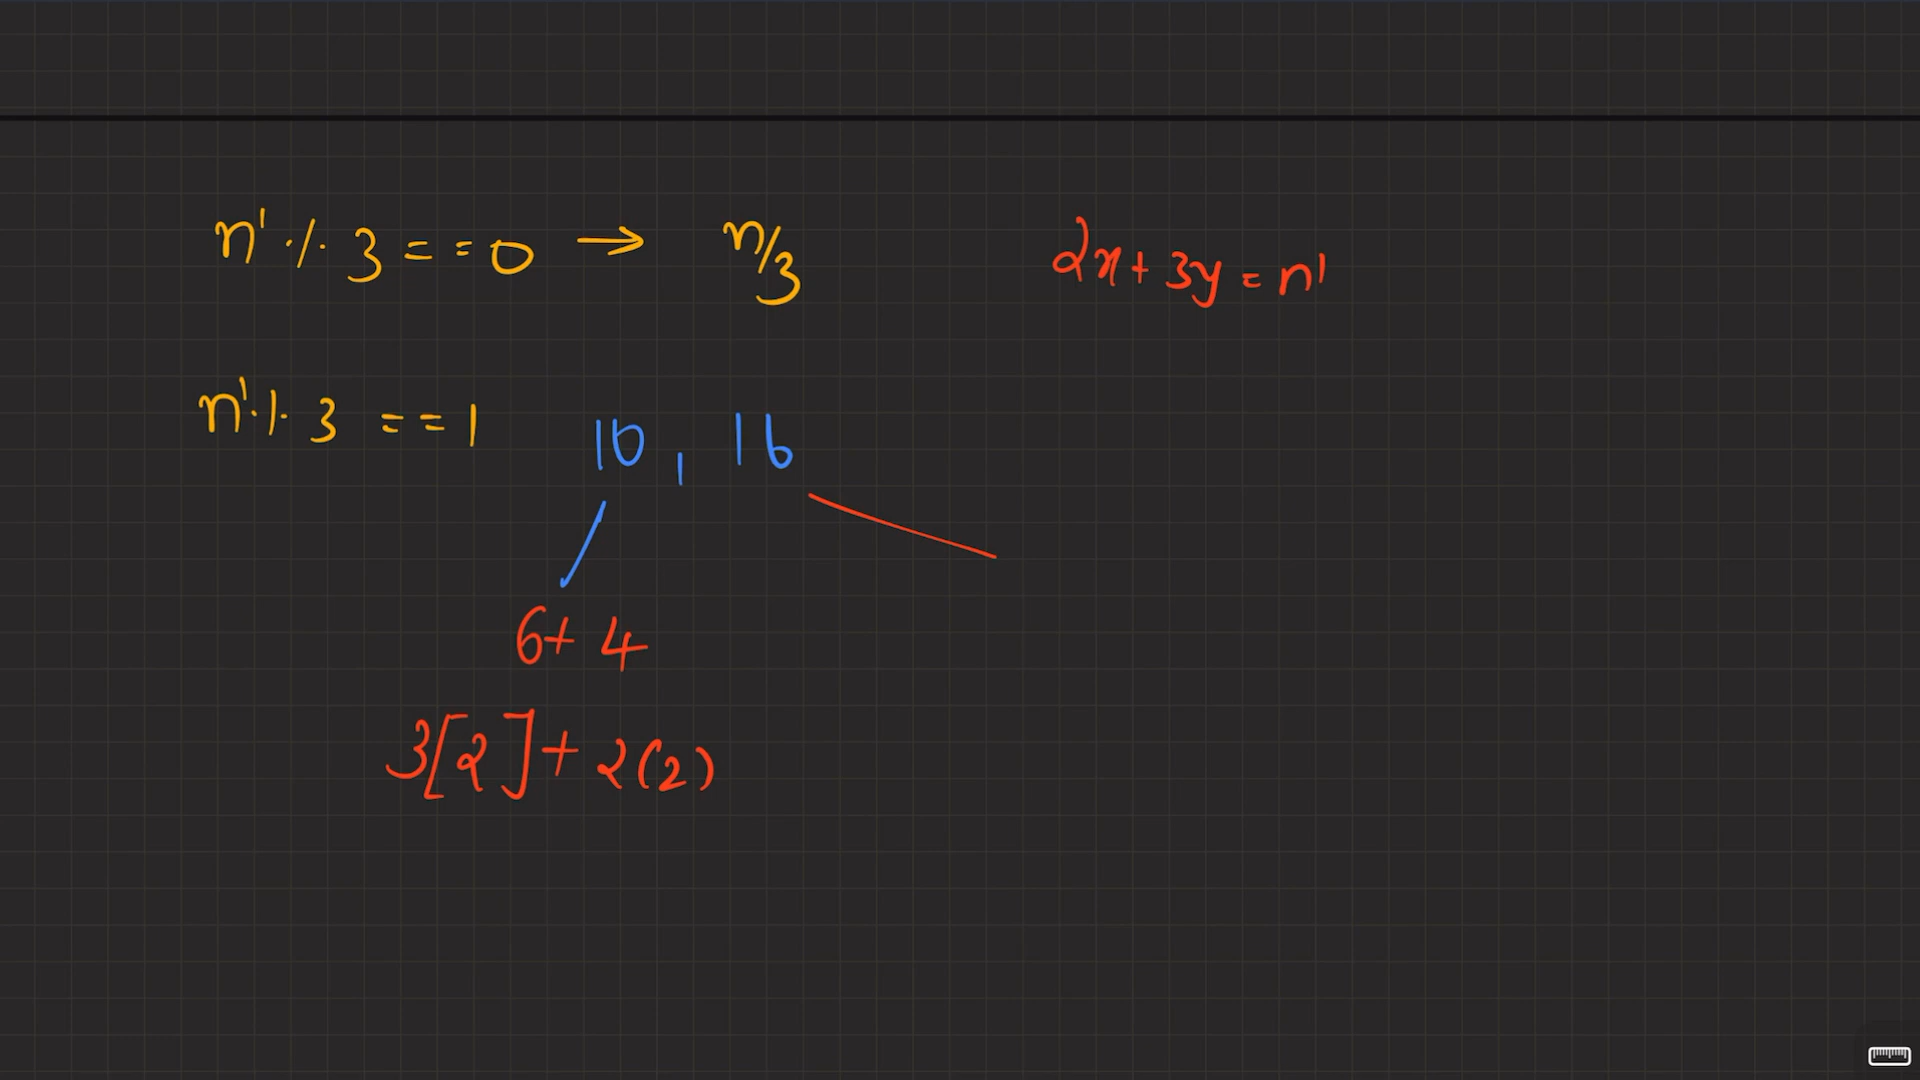 n' % 3 == 0 → n/3
2x + 3y = n'
n' % 3 == 1
10, 16
6 + 4
3[2] + 2(2)